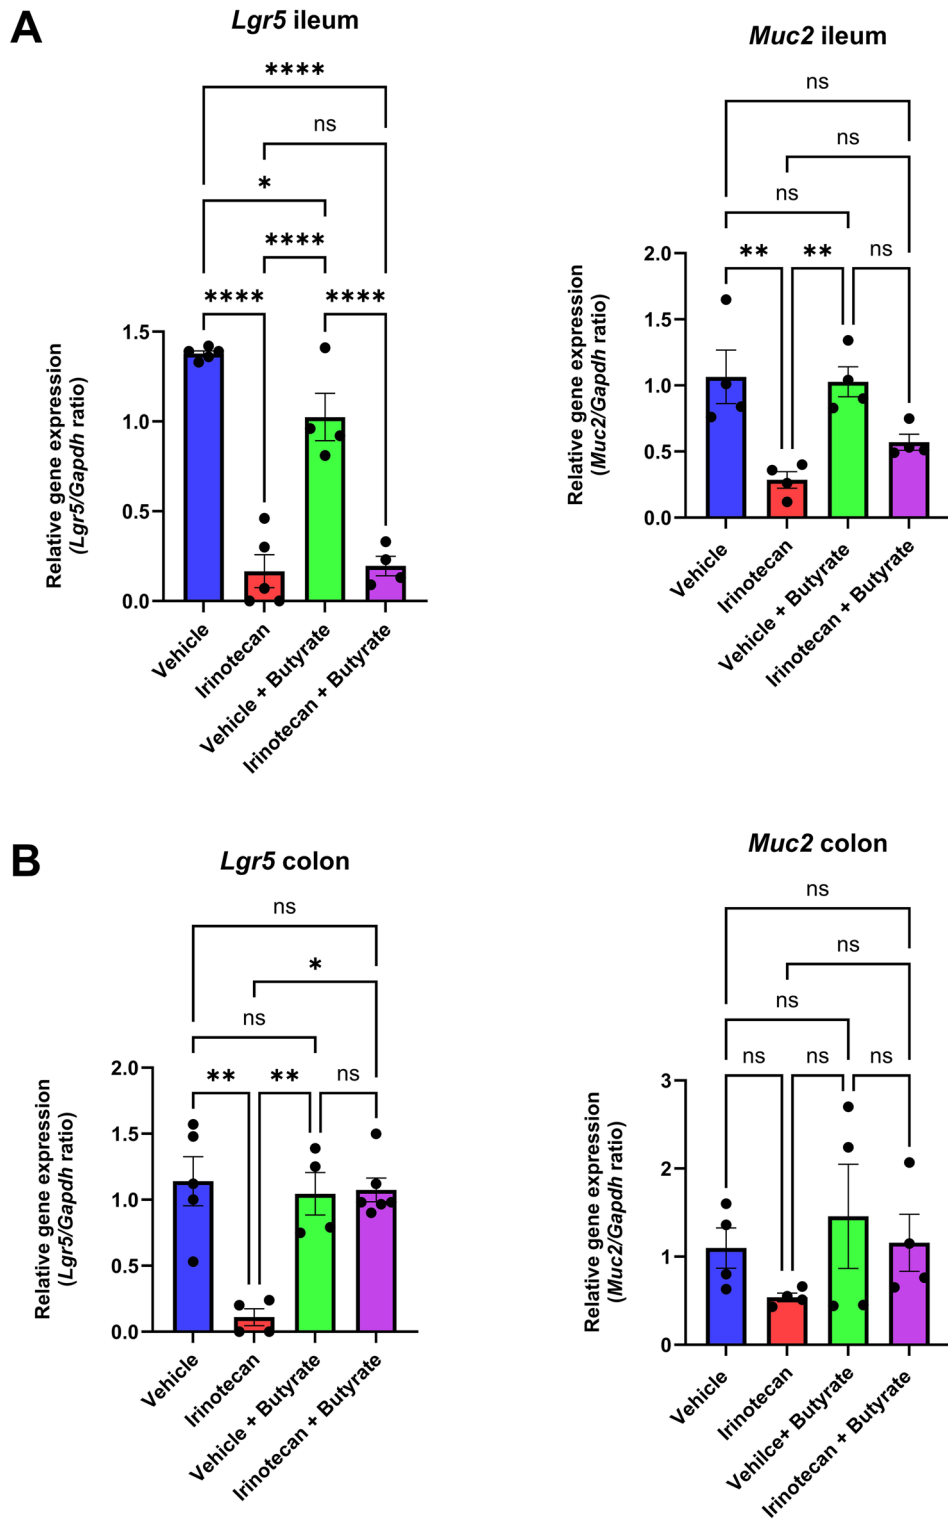 A
Lgr5 ileum
****
ns
*
****
****
****
Relative gene expression
(Lgr5/Gapdh ratio)
1.5
1.0
0.5
0.0
Vehicle
Irinotecan
Vehicle + Butyrate
Irinotecan + Butyrate
Muc2 ileum
ns
ns
ns
**
**
ns
Relative gene expression
(Muc2/Gapdh ratio)
2.0
1.5
1.0
0.5
0.0
Vehicle
Irinotecan
Vehicle + Butyrate
Irinotecan + Butyrate
B
Lgr5 colon
ns
*
ns
**
**
ns
Relative gene expression
(Lgr5/Gapdh ratio)
2.0
1.5
1.0
0.5
0.0
Vehicle
Irinotecan
Vehicle + Butyrate
Irinotecan + Butyrate
Muc2 colon
ns
ns
ns
ns
ns
ns
Relative gene expression
(Muc2/Gapdh ratio)
3
2
1
0
Vehicle
Irinotecan
Vehilce+ Butyrate
Irinotecan + Butyrate